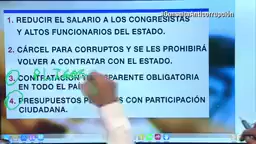 #ConsultaAnticorrupción
1. REDUCIR EL SALARIO A LOS CONGRESISTAS
Y ALTOS FUNCIONARIOS DEL ESTADO.
2. CÁRCEL PARA CORRUPTOS Y SE LES PROHIBIRÁ
VOLVER A CONTRATAR CON EL ESTADO.
3. CONTRATACIÓN TRANSPARENTE OBLIGATORIA
EN TODO EL PAÍS
4. PRESUPUESTOS CON PARTICIPACIÓN
CIUDADANA.